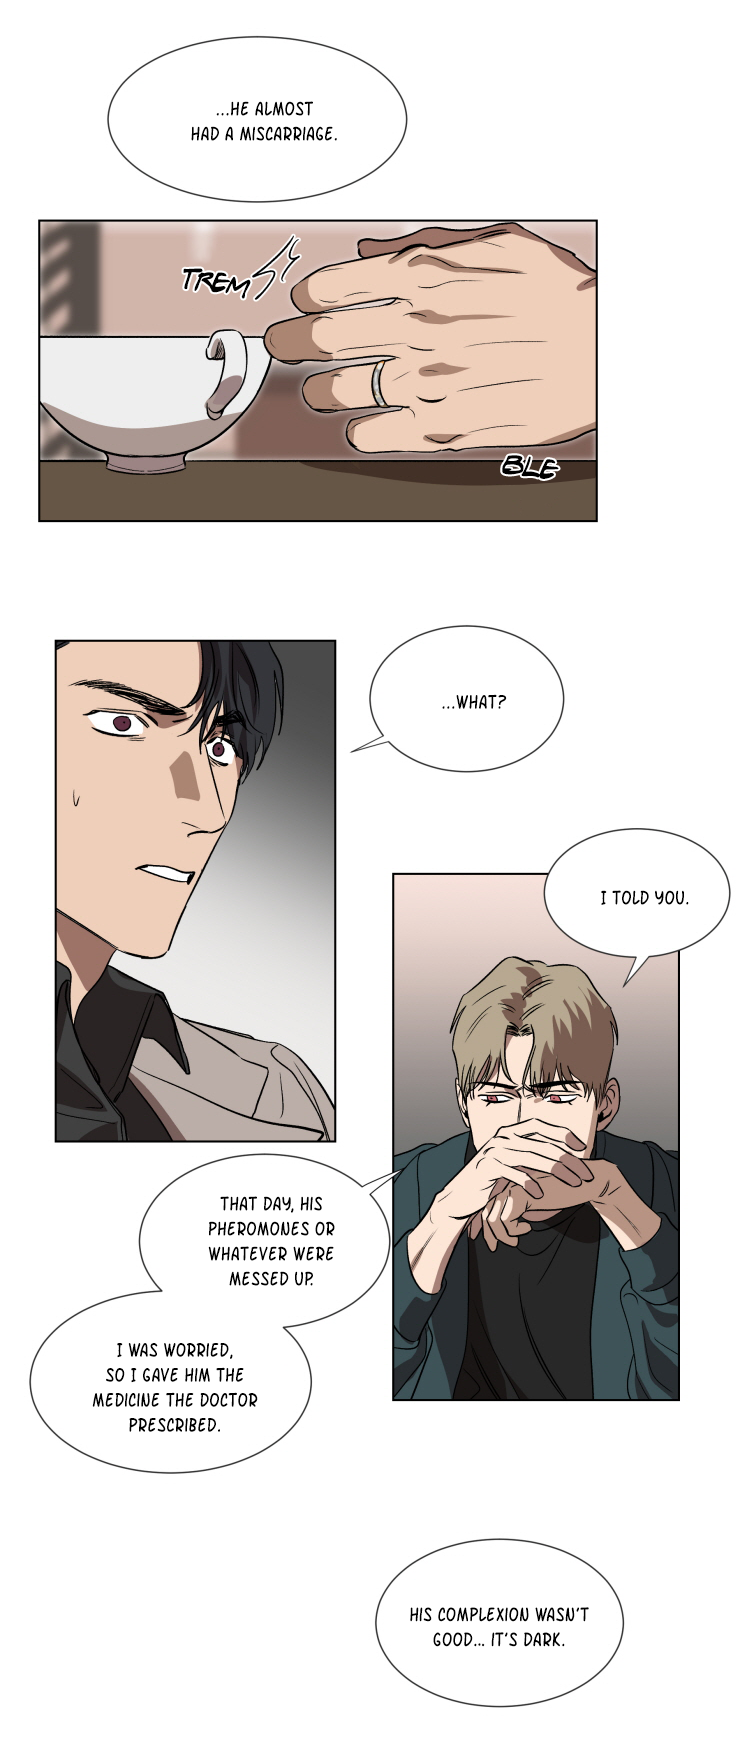 ...HE ALMOST
HAD A MISCARRIAGE.
TREM
BLE
...WHAT?
I TOLD YOU.
THAT DAY, HIS
PHEROMONES OR
WHATEVER WERE
MESSED UP.
I WAS WORRIED,
SO I GAVE HIM THE
MEDICINE THE DOCTOR
PRESCRIBED.
HIS COMPLEXION WASN'T
GOOD... IT'S DARK.